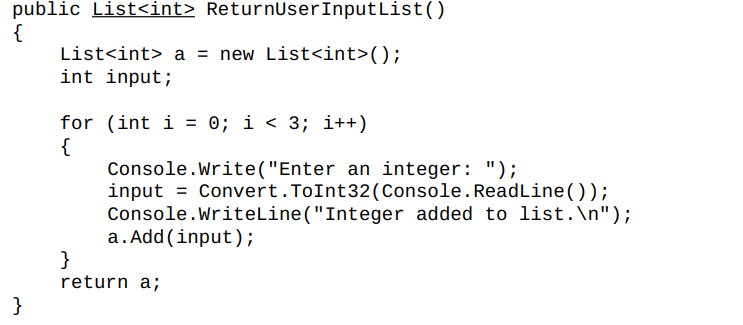 public List<int> ReturnUserInputList()
{
    List<int> a = new List<int>();
    int input;

    for (int i = 0; i < 3; i++)
    {
        Console.Write("Enter an integer: ");
        input = Convert.ToInt32(Console.ReadLine());
        Console.WriteLine("Integer added to list.\n");
        a.Add(input);
    }
    return a;
}